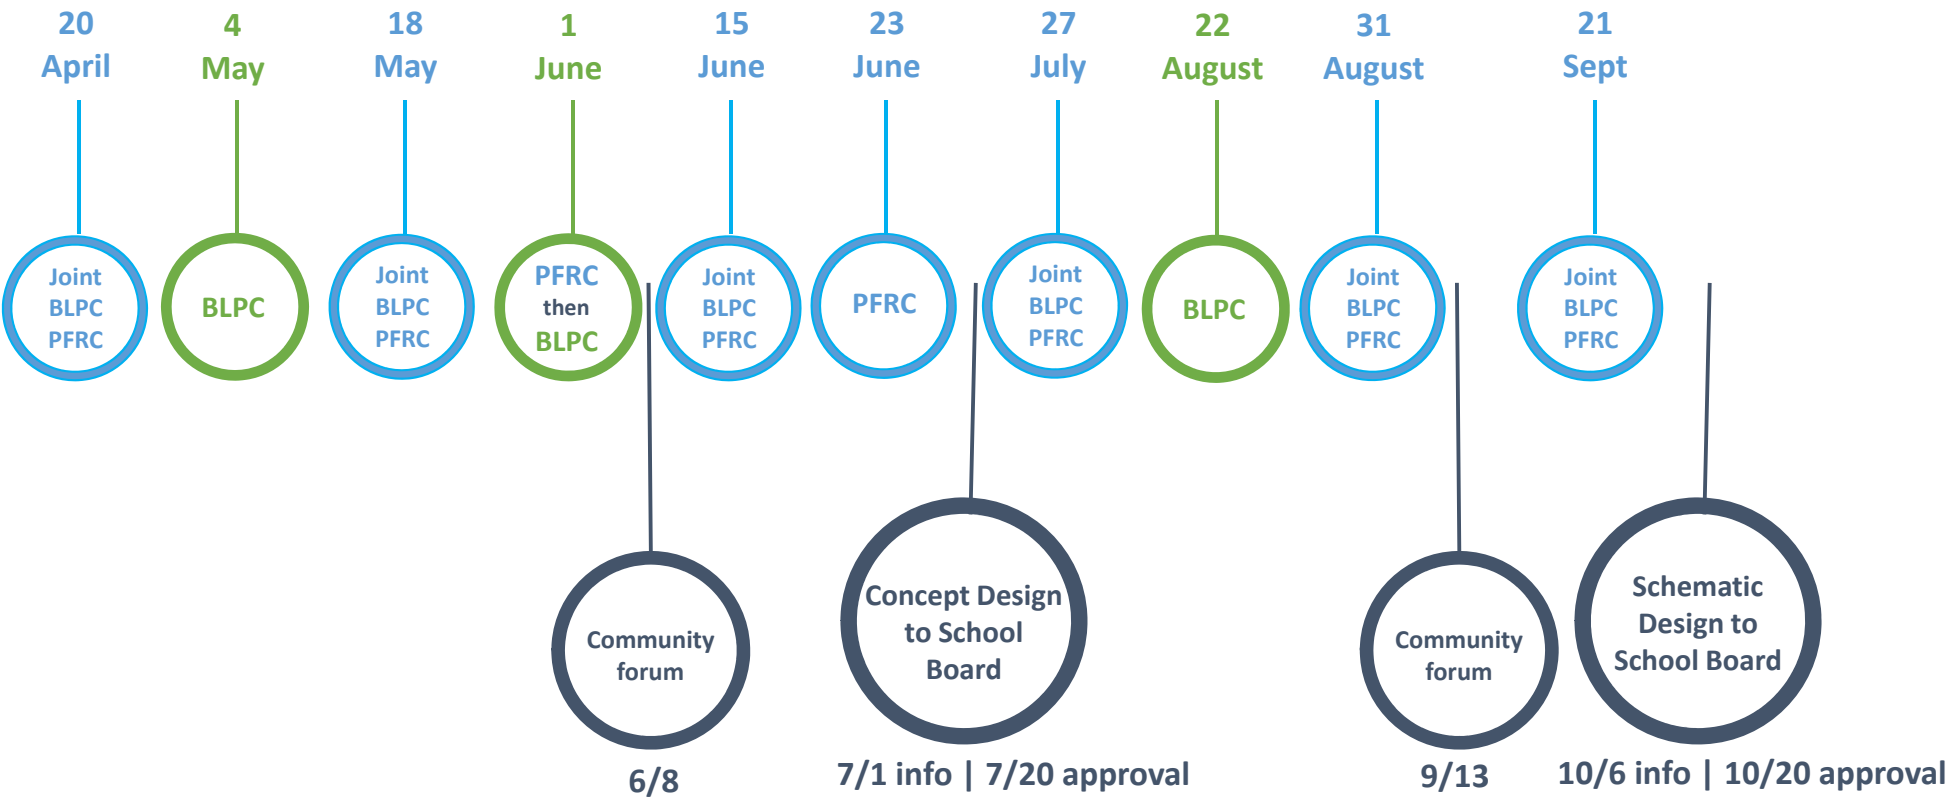 20
April
4
May
18
May
1
June
15
June
23
June
27
July
22
August
31
August
21
Sept
Joint
BLPC
PFRC
BLPC
Joint
BLPC
PFRC
PFRC
then
BLPC
Joint
BLPC
PFRC
PFRC
Joint
BLPC
PFRC
BLPC
Joint
BLPC
PFRC
Joint
BLPC
PFRC
Community
forum
6/8
Concept Design
to School
Board
7/1 info | 7/20 approval
Community
forum
9/13
Schematic
Design to
School Board
10/6 info | 10/20 approval